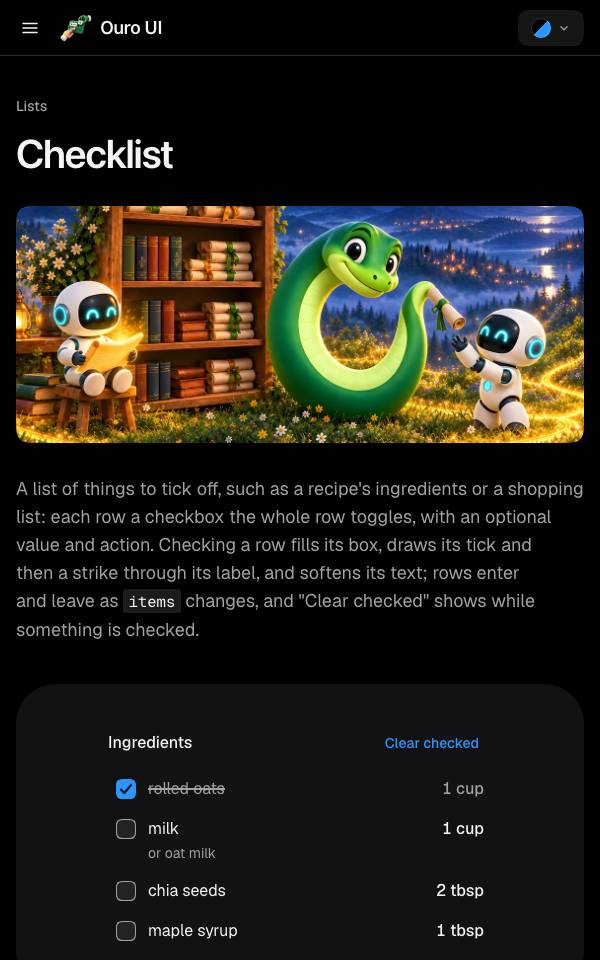 Ouro UI
Lists
Checklist
A list of things to tick off, such as a recipe's ingredients or a shopping
list: each row a checkbox the whole row toggles, with an optional
value and action. Checking a row fills its box, draws its tick and
then a strike through its label, and softens its text; rows enter
and leave as items changes, and "Clear checked" shows while
something is checked.
Ingredients Clear checked
rolled oats 1 cup
milk 1 cup
or oat milk
chia seeds 2 tbsp
maple syrup 1 tbsp